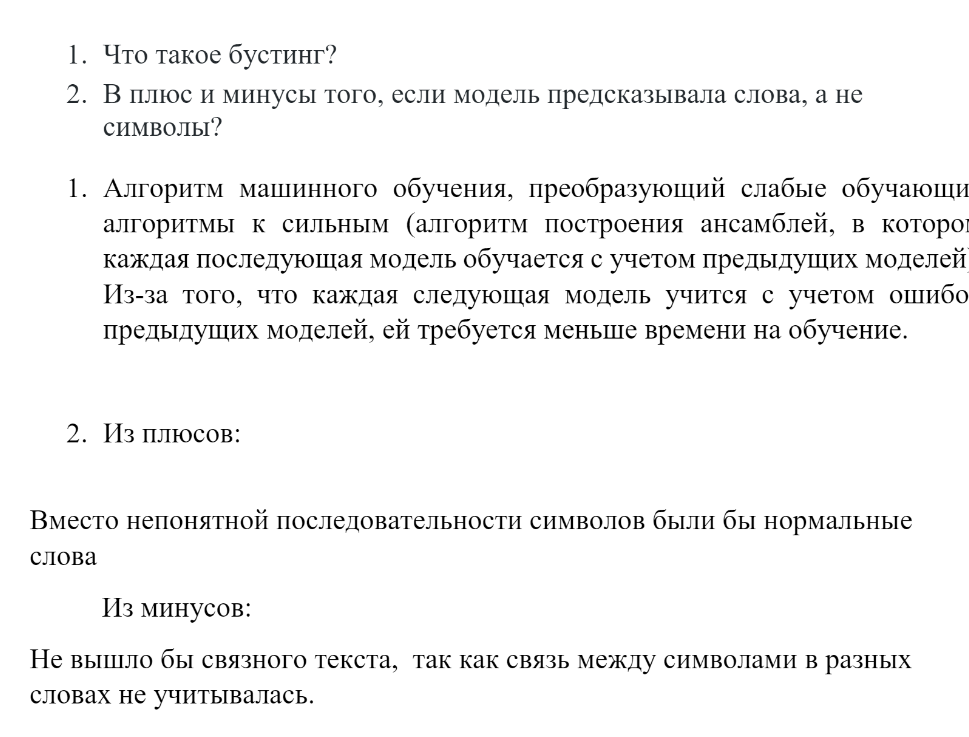 1. Что такое бустинг?
2. В плюс и минусы того, если модель предсказывала слова, а не
символы?
1. Алгоритм машинного обучения, преобразующий слабые обучающи
алгоритмы к сильным (алгоритм построения ансамблей, в которо
каждая последующая модель обучается с учетом предыдущих моделей)
Из-за того, что каждая следующая модель учится с учетом ошибо
предыдущих моделей, ей требуется меньше времени на обучение.
2. Из плюсов:
Вместо непонятной последовательности символов были бы нормальные
слова
Из минусов:
Не вышло бы связного текста, так как связь между символами в разных
словах не учитывалась.